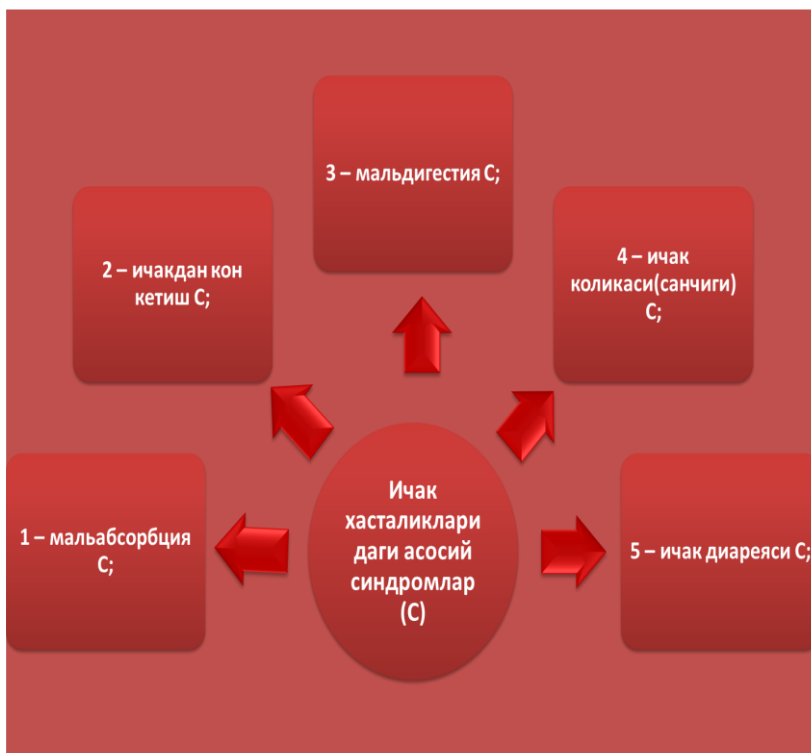 3 – мальдигестия С;
2 – ичакдан кон
кетиш С;
4 – ичак
коликаси(санчиги)
С;
1 – мальабсорбция
С;
Ичак
хасталиклари
даги асосий
синдромлар
(С)
5 – ичак диареяси С;